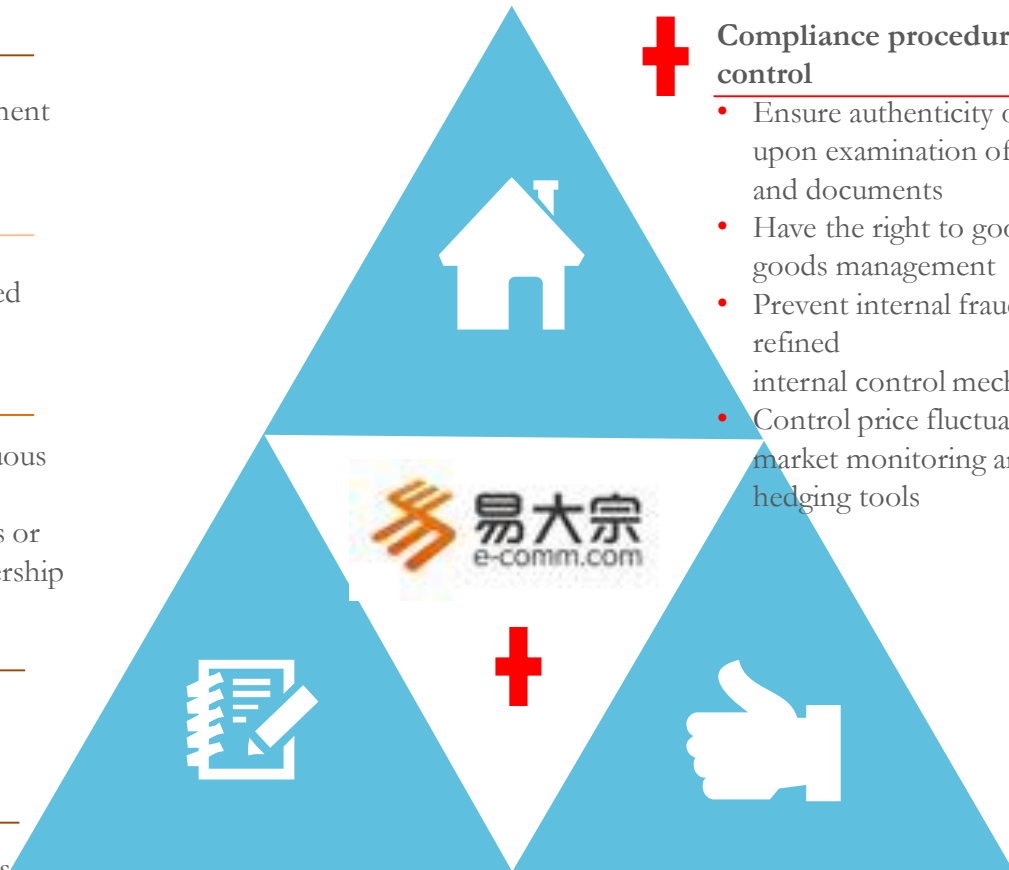 nent
ed
uous
s or
ership
s
Compliance procedur
control
• Ensure authenticity o
upon examination of
and documents
• Have the right to goo
goods management
• Prevent internal frau
refined
internal control mech
• Control price fluctua
market monitoring a
hedging tools
易大宗
e-comm.com